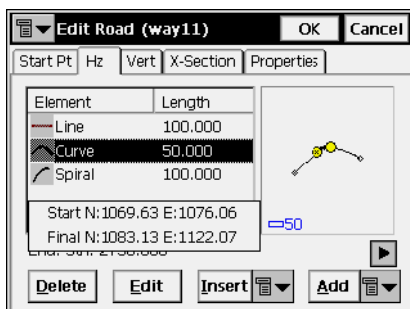 Edit Road (way11) OK Cancel
Start Pt Hz Vert X-Section Properties
Element Length
Line 100.000
Curve 50.000
Spiral 100.000
Start N:1069.63 E:1076.06
Final N:1083.13 E:1122.07
50
Delete Edit Insert Add